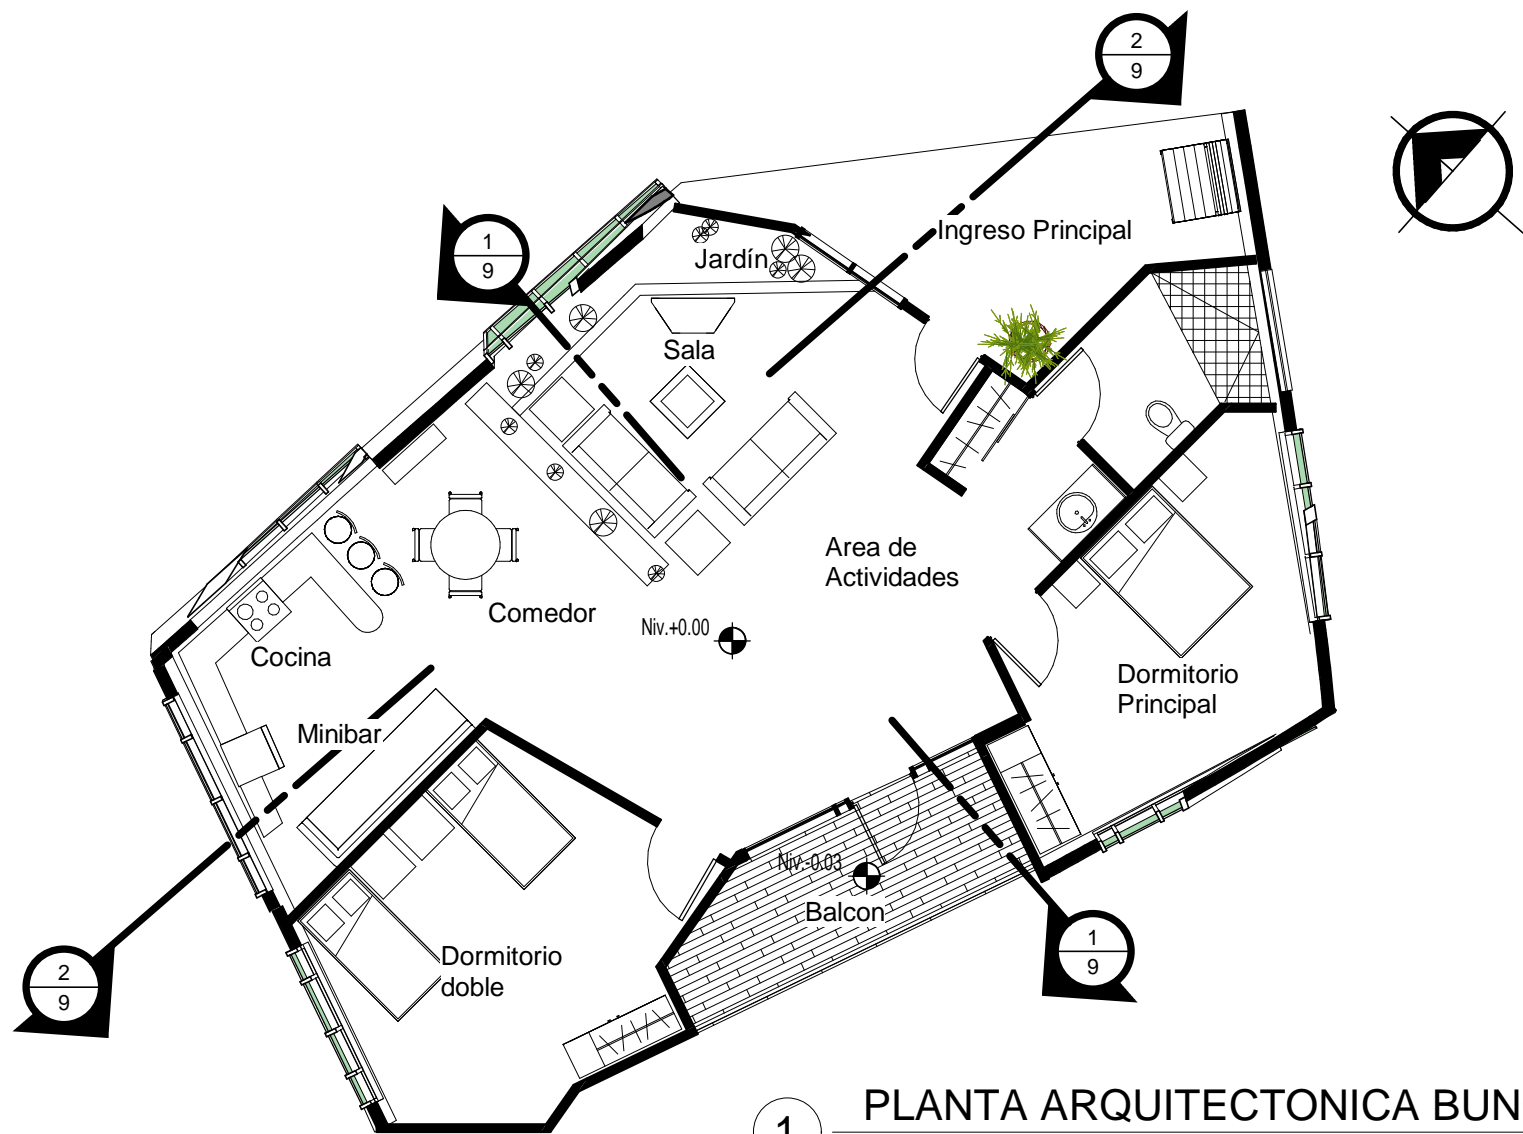 2
9
1
9
Ingreso Principal
Jardín
Sala
Area de
Actividades
Comedor
Niv.+0.00
Cocina
Dormitorio
Principal
Minibar
Niv.-0.03
Balcon
Dormitorio
doble
1
9
2
9
PLANTA ARQUITECTONICA BUN
1